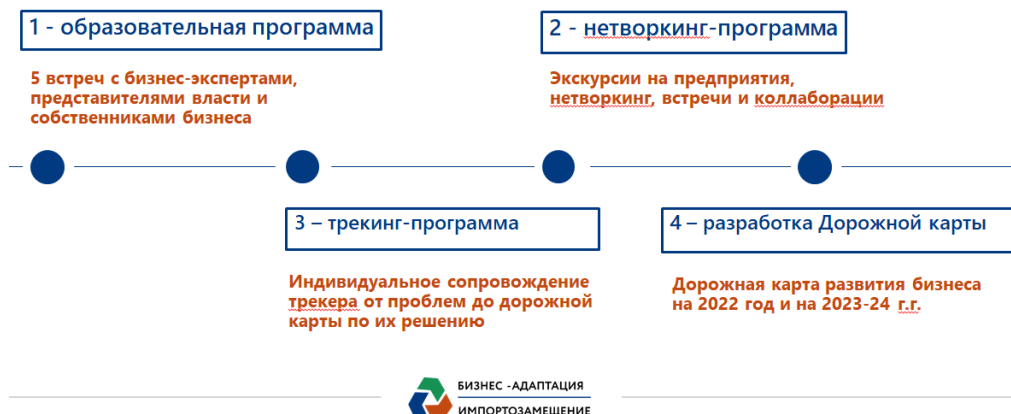 1 - образовательная программа
5 встреч с бизнес-экспертами,
представителями власти и
собственниками бизнеса
2 - нетворкинг-программа
Экскурсии на предприятия,
нетворкинг, встречи и коллаборации
3 – трекинг-программа
Индивидуальное сопровождение
трекера от проблем до дорожной
карты по их решению
4 – разработка Дорожной карты
Дорожная карта развития бизнеса
на 2022 год и на 2023-24 г.г.
БИЗНЕС -АДАПТАЦИЯ
ИМПОРТОЗАМЕЩЕНИЕ